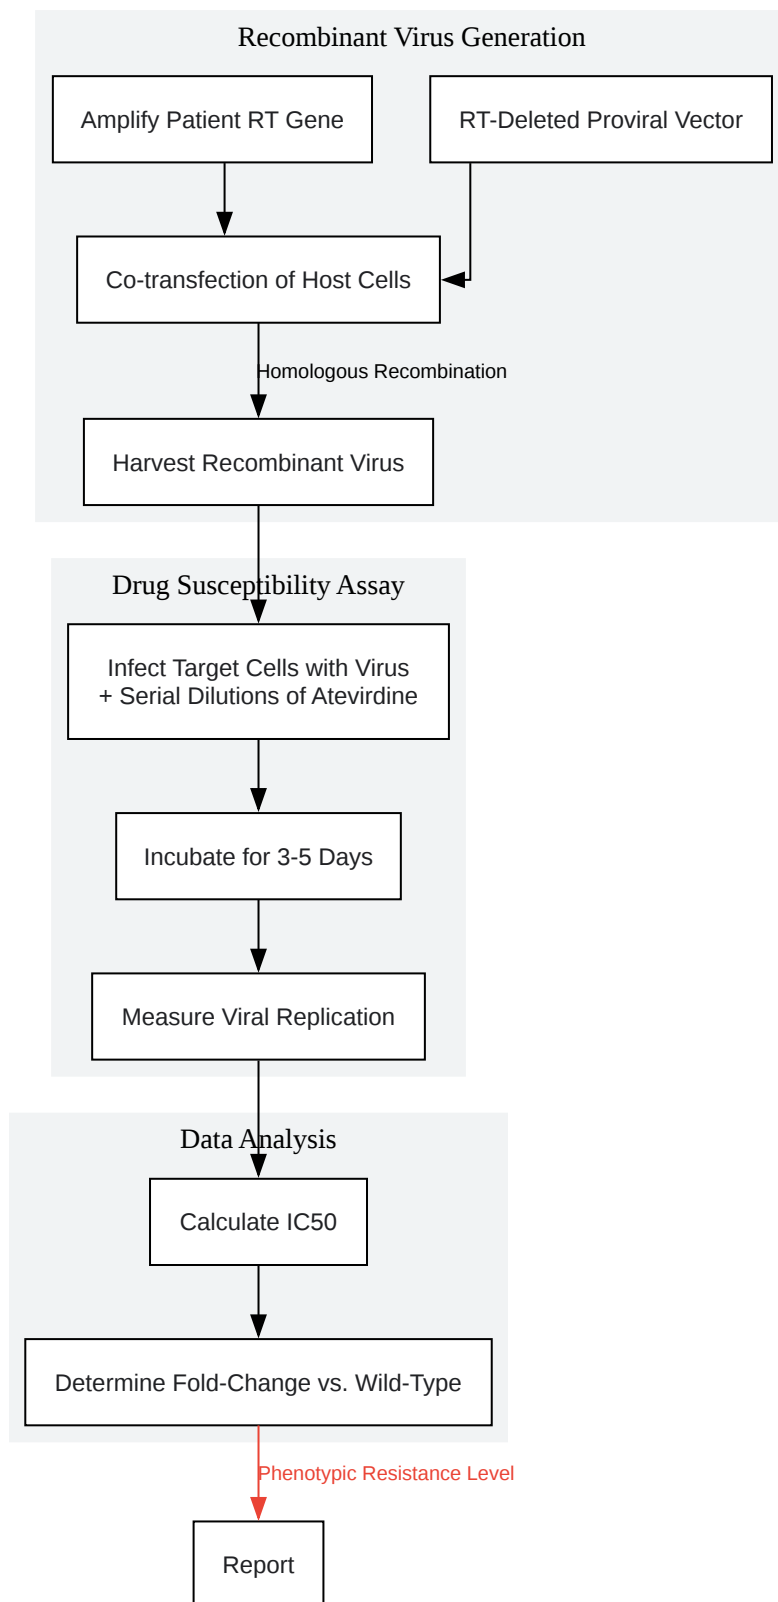 Recombinant Virus Generation
Amplify Patient RT Gene
RT-Deleted Proviral Vector
Co-transfection of Host Cells
Homologous Recombination
Harvest Recombinant Virus
Drug Susceptibility Assay
Infect Target Cells with Virus
+ Serial Dilutions of Atevirdine
Incubate for 3-5 Days
Measure Viral Replication
Data Analysis
Calculate IC50
Determine Fold-Change vs. Wild-Type
Phenotypic Resistance Level
Report